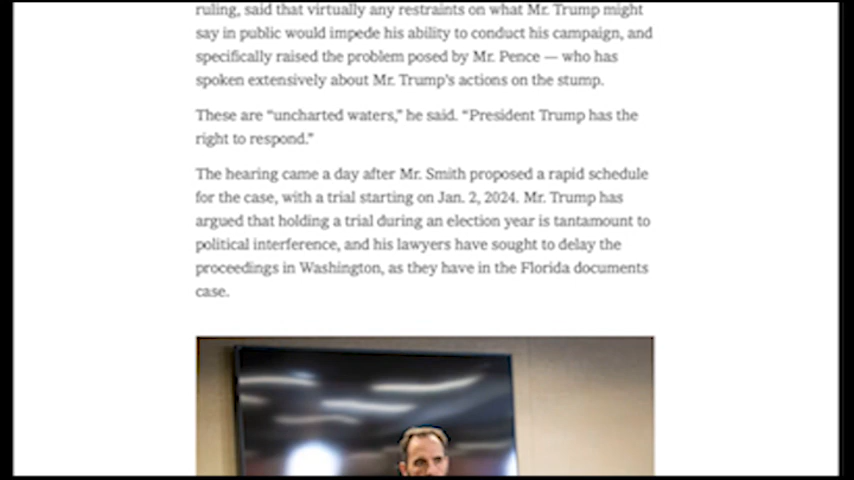 ruling, said that virtually any restraints on what Mr. Trump might
say in public would impede his ability to conduct his campaign, and
specifically raised the problem posed by Mr. Pence — who has
spoken extensively about Mr. Trump’s actions on the stump.
These are “uncharted waters,” he said. “President Trump has the
right to respond.”
The hearing came a day after Mr. Smith proposed a rapid schedule
for the case, with a trial starting on Jan. 2, 2024. Mr. Trump has
argued that holding a trial during an election year is tantamount to
political interference, and his lawyers have sought to delay the
proceedings in Washington, as they have in the Florida documents
case.